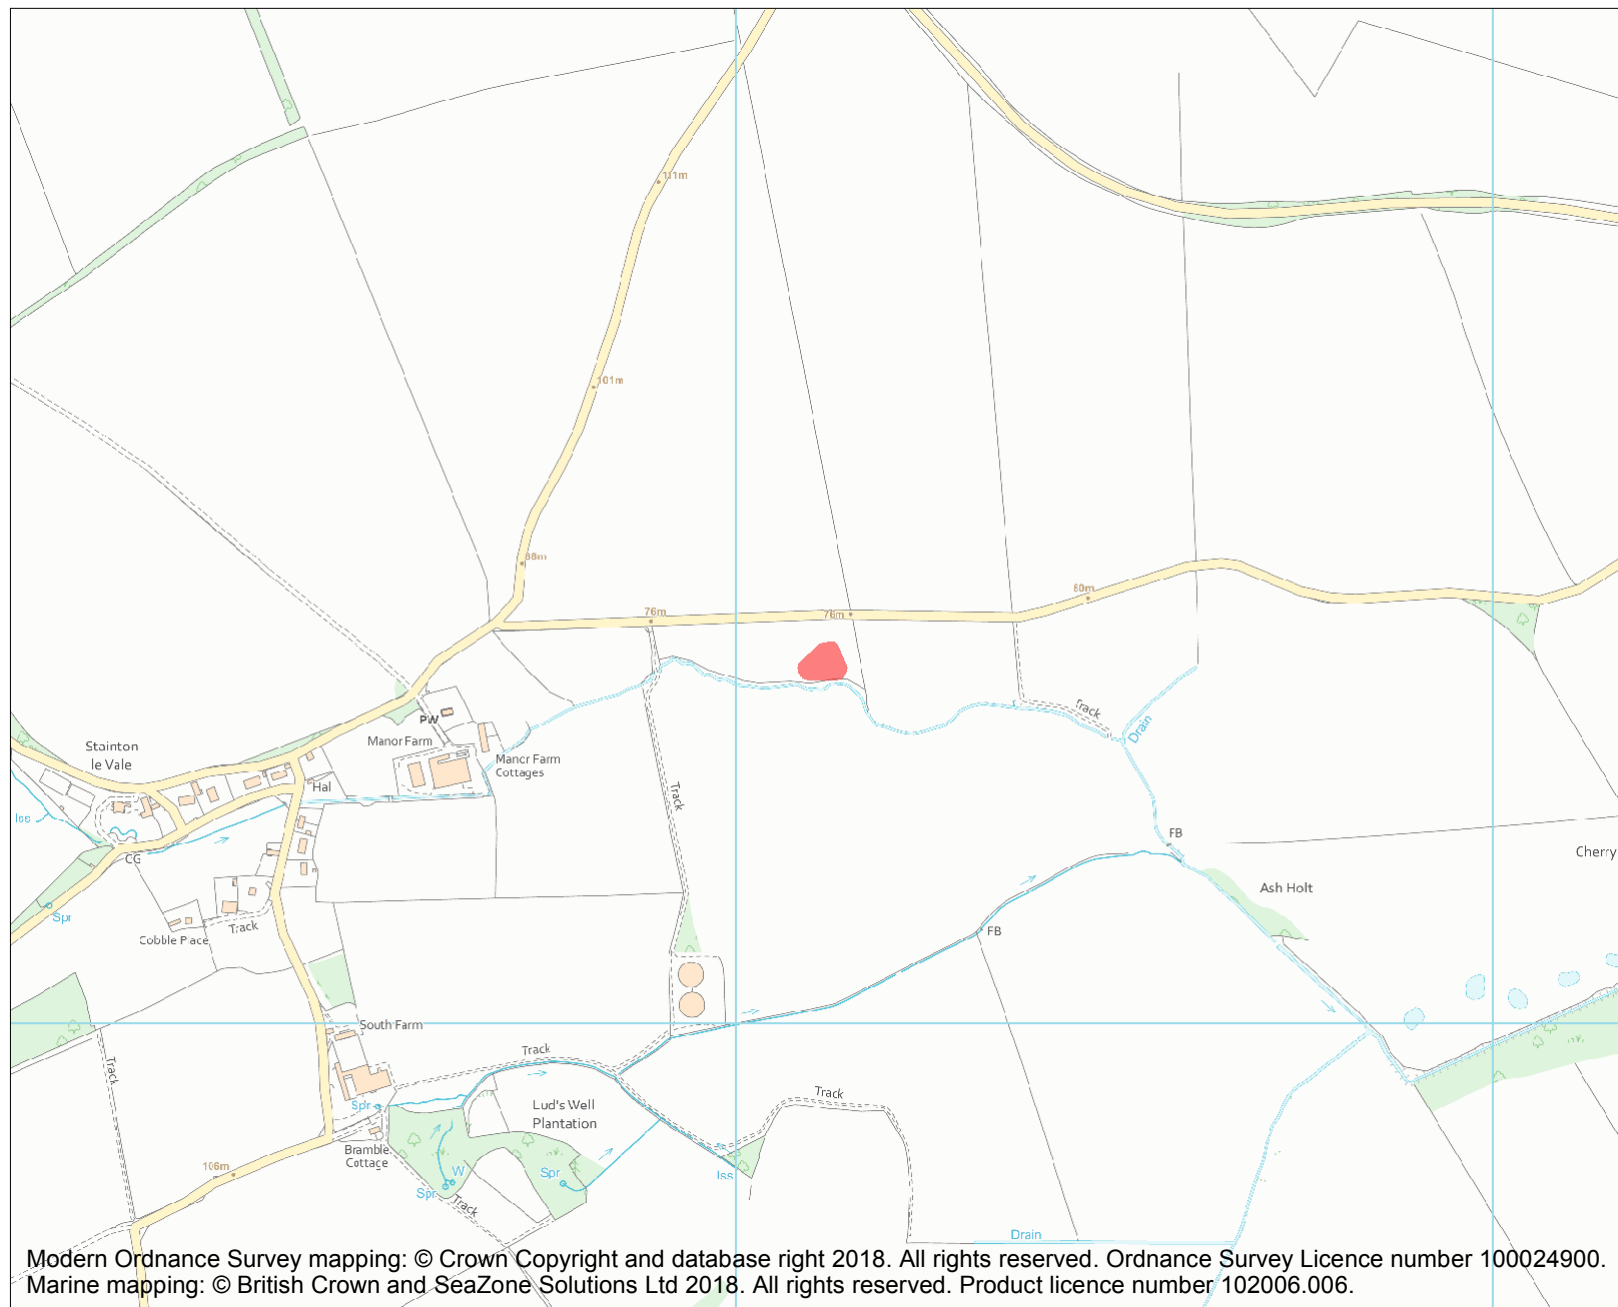 111m
101m
88m
76m
76m
80m
PW
Manor Farm
Stainton
le Vale
Manor Farm
Cottages
Hal
Track
Drain
Track
Iss
CG
FB
Cherry
Ash Holt
Spr
Cobble Place
Track
FB
South Farm
Track
Track
Track
Spr
Lud's Well
Plantation
Bramble
Cottage
106m
Spr
W
Spr
Iss
Track
Drain
Modern Ordnance Survey mapping: © Crown Copyright and database right 2018. All rights reserved. Ordnance Survey Licence number 100024900.
Marine mapping: © British Crown and SeaZone Solutions Ltd 2018. All rights reserved. Product licence number 102006.006.